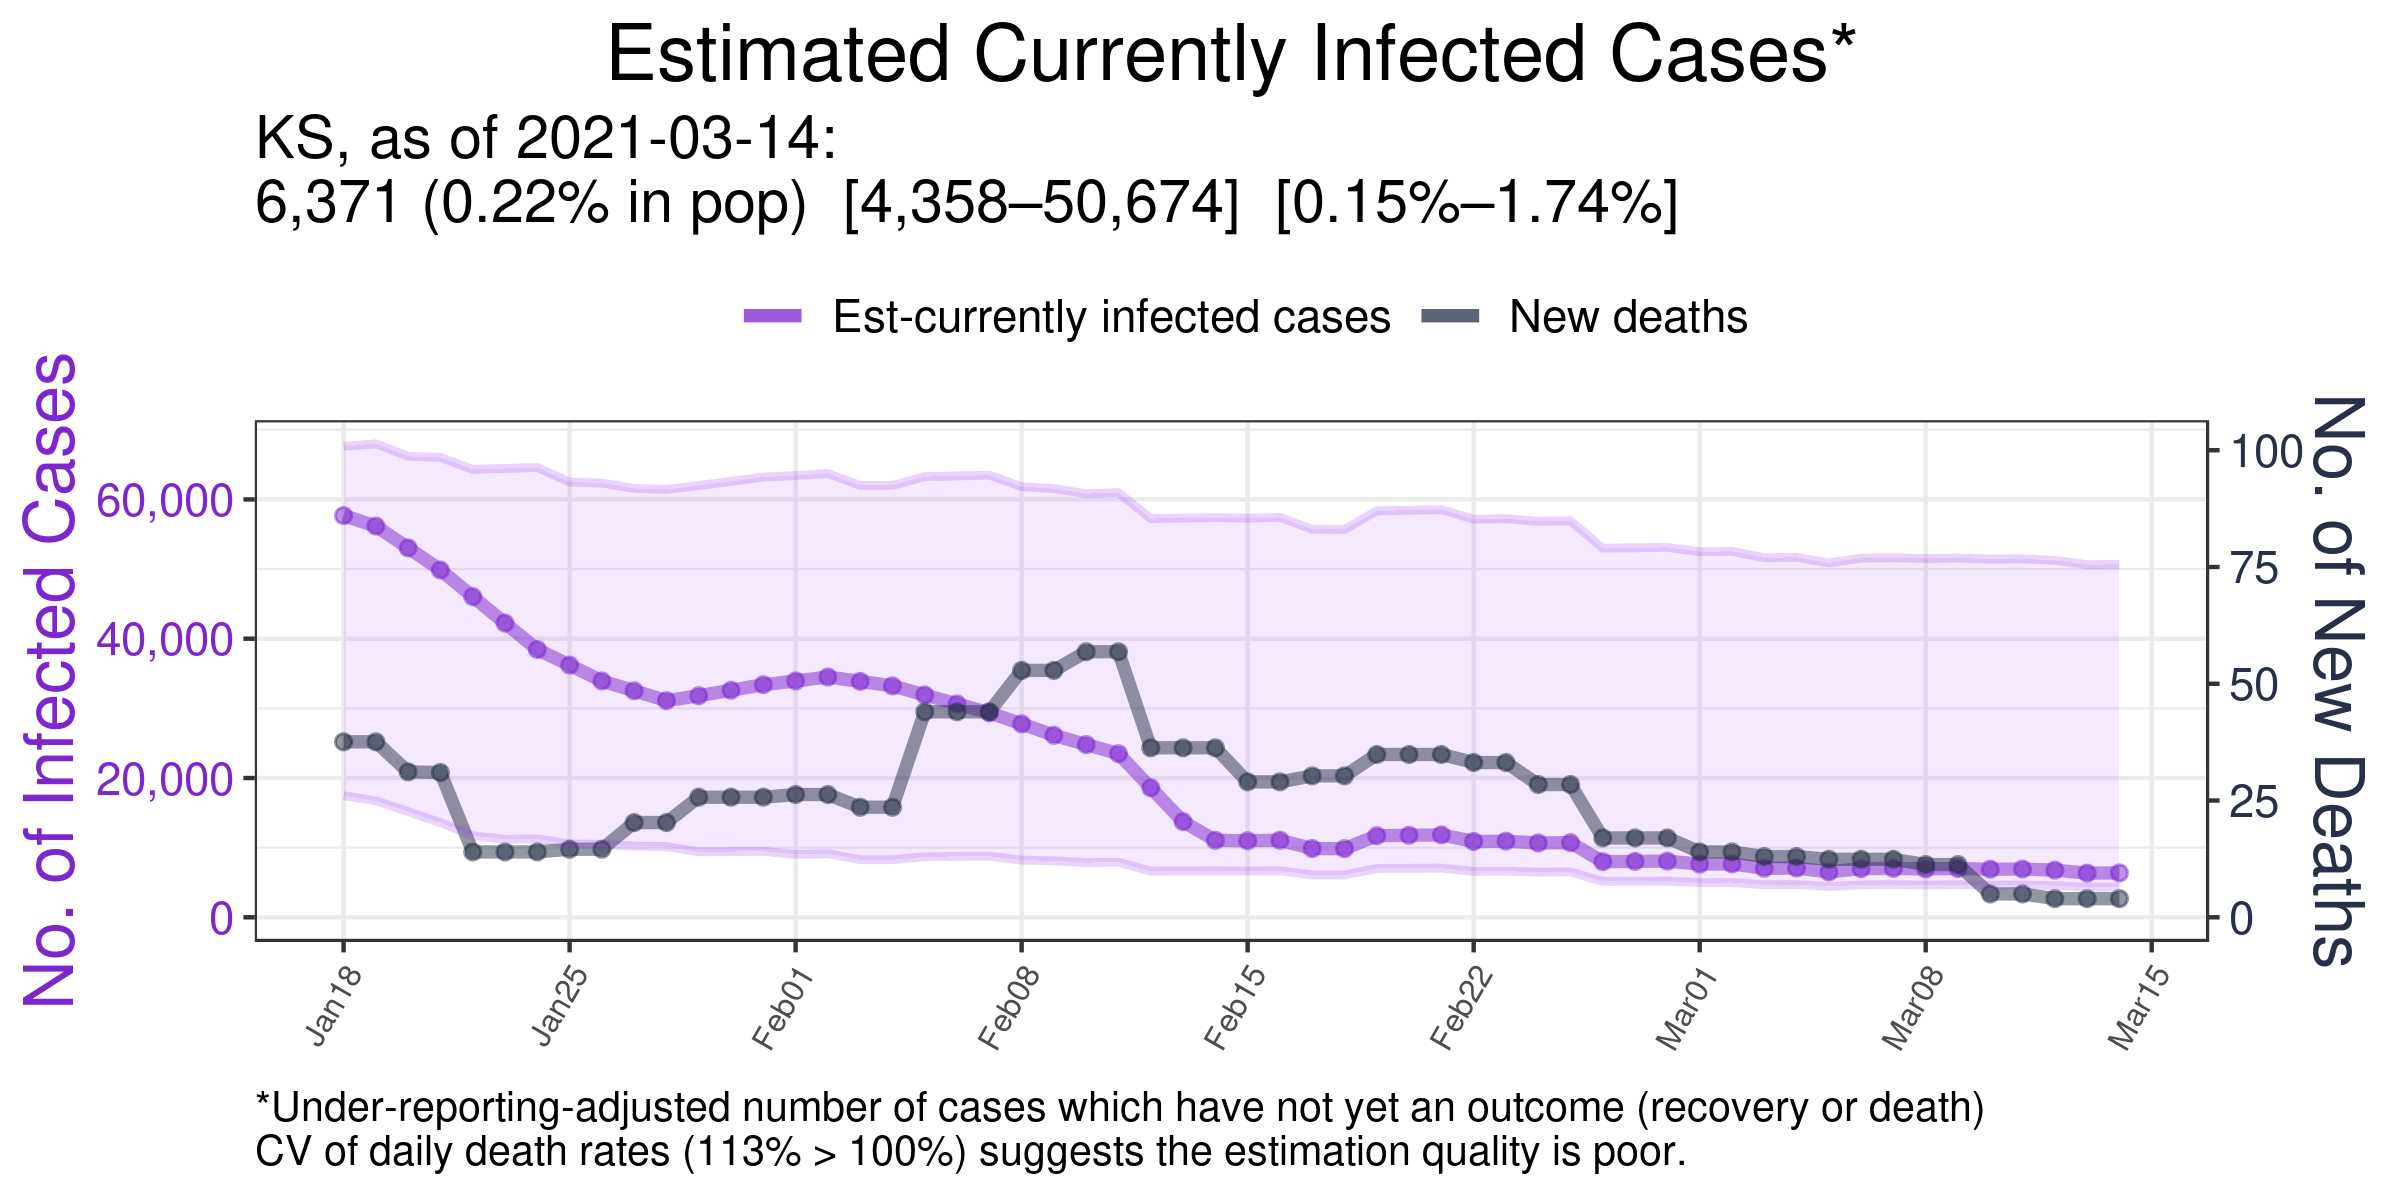 Estimated Currently Infected Cases*
KS, as of 2021-03-14:
6,371 (0.22% in pop)  [4,358–50,674]  [0.15%–1.74%]
Est-currently infected cases
New deaths
No. of Infected Cases
60,000
40,000
20,000
0
100
75
50
25
0
No. of New Deaths
Jan18
Jan25
Feb01
Feb08
Feb15
Feb22
Mar01
Mar08
Mar15
*Under-reporting-adjusted number of cases which have not yet an outcome (recovery or death)
CV of daily death rates (113% > 100%) suggests the estimation quality is poor.